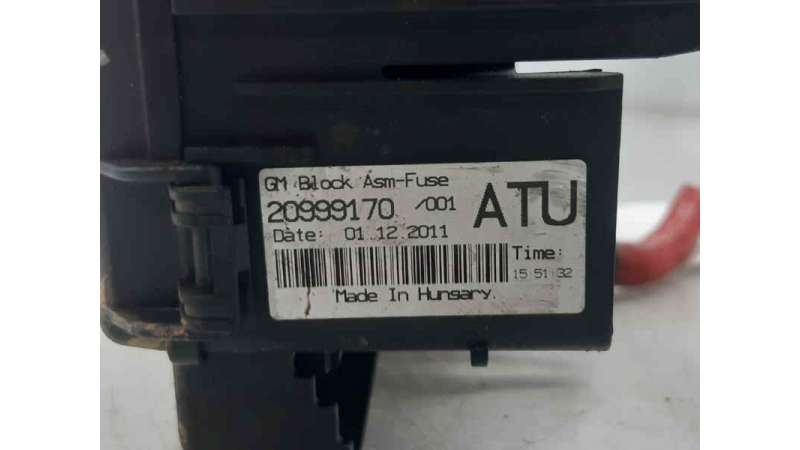 GM Block Asm-Fuse
20999170 /001 ATU
Date: 01.12.2011
Time:
15:51:32
Made In Hungary.